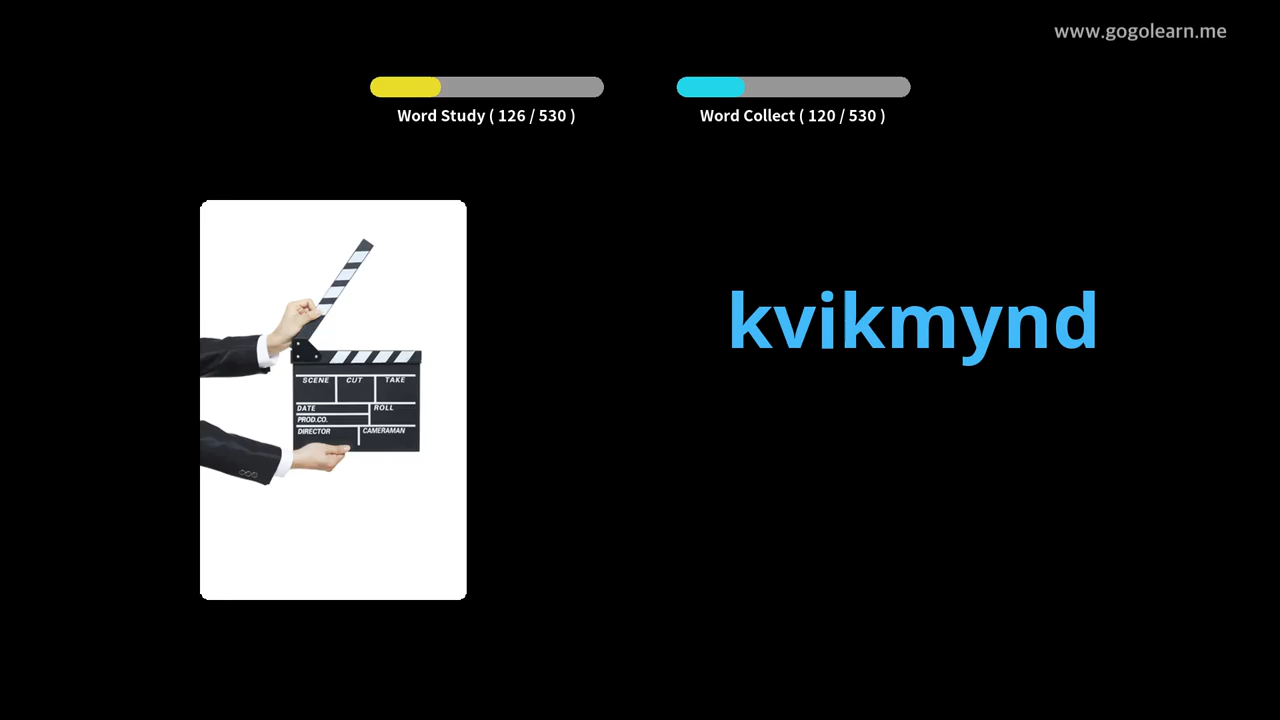 www.gogolearn.me
Word Study ( 126 / 530 )
Word Collect ( 120 / 530 )
kvikmynd
SCENE CUT TAKE
DATE ROLL
PROD.CO.
DIRECTOR CAMERAMAN